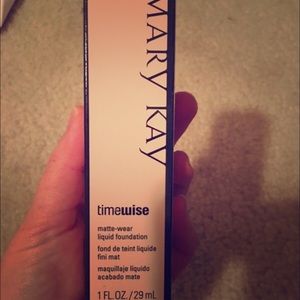 MARY KAY
timewise
matte-wear
liquid foundation
fond de teint liquide
fini mat
maquillaje líquido
acabado mate
1 FL. OZ. / 29 mL